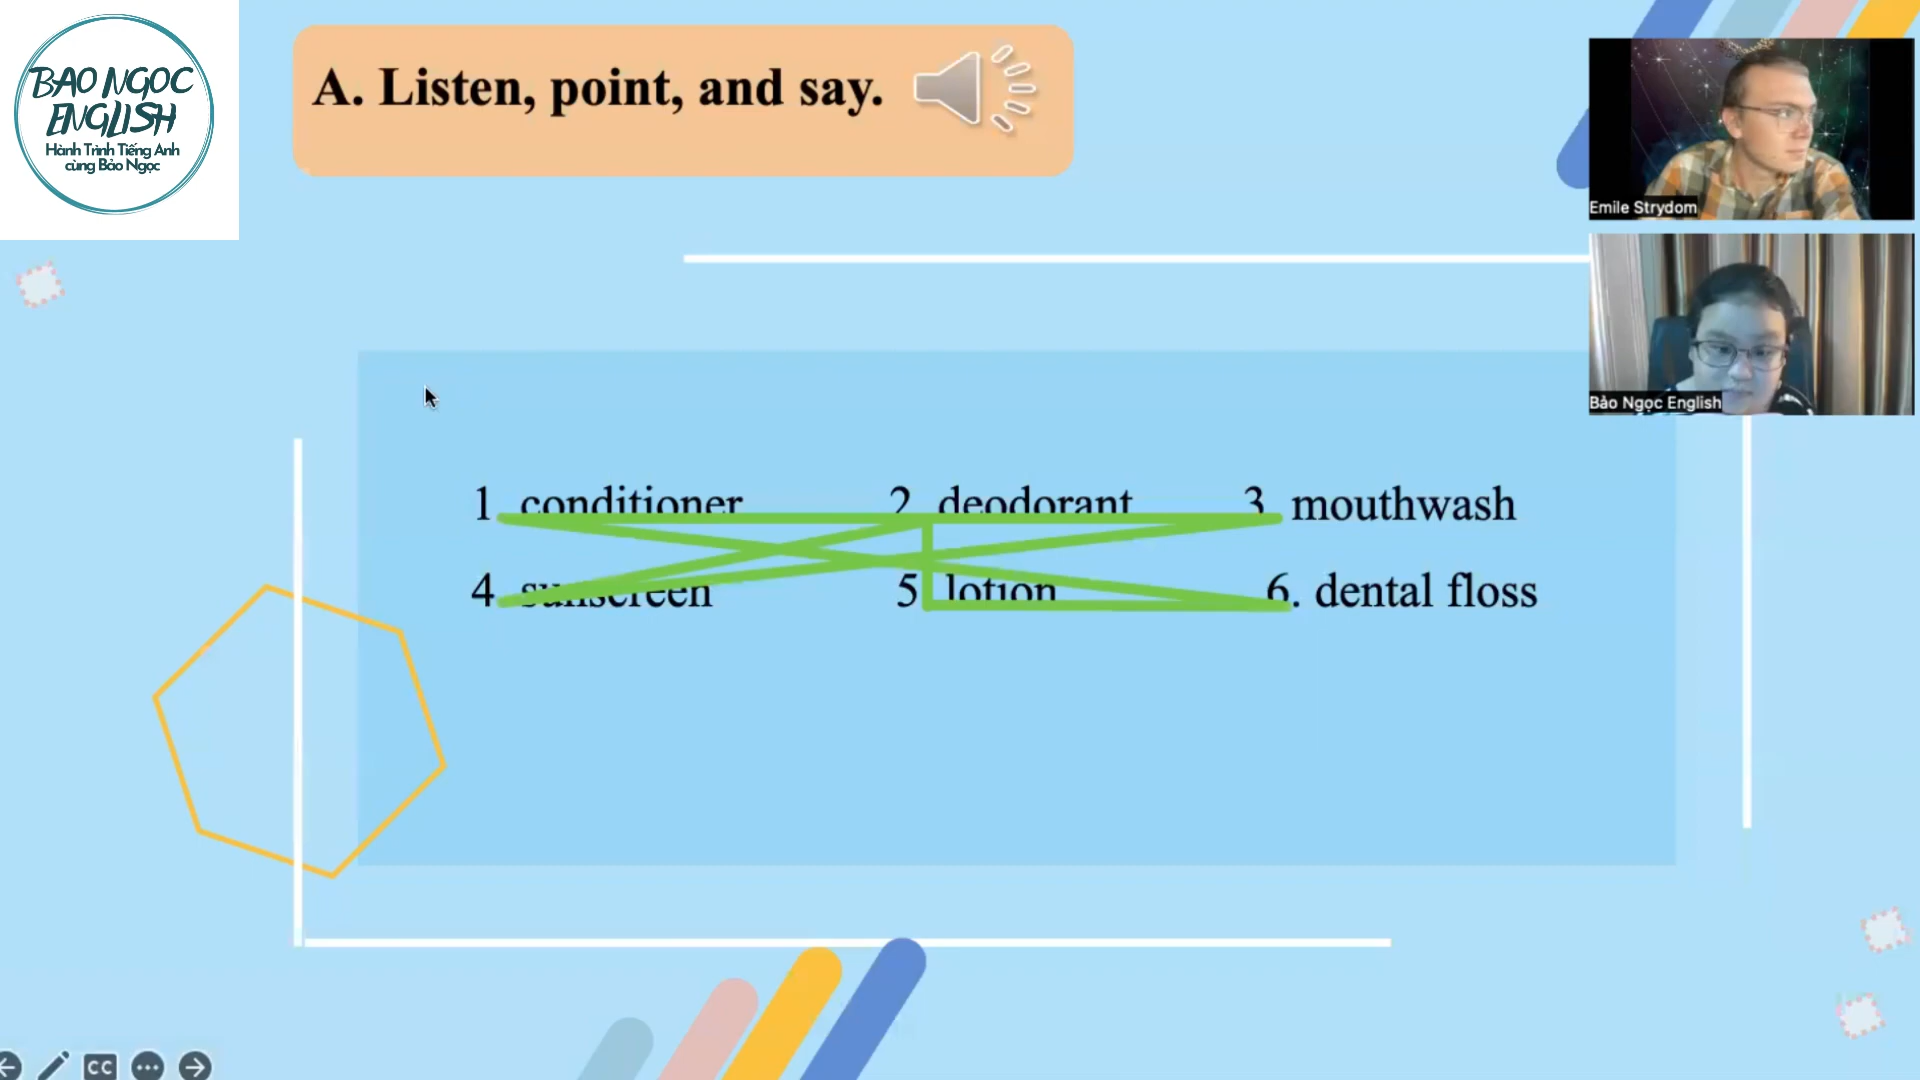 BAO NGOC
ENGLISH
Hành Trình Tiếng Anh
cùng Bảo Ngọc
A. Listen, point, and say.
Emile Strydom
Bảo Ngọc English
1 conditioner 2 deodorant 3 mouthwash
4 sunscreen 5 lotion 6. dental floss
CC